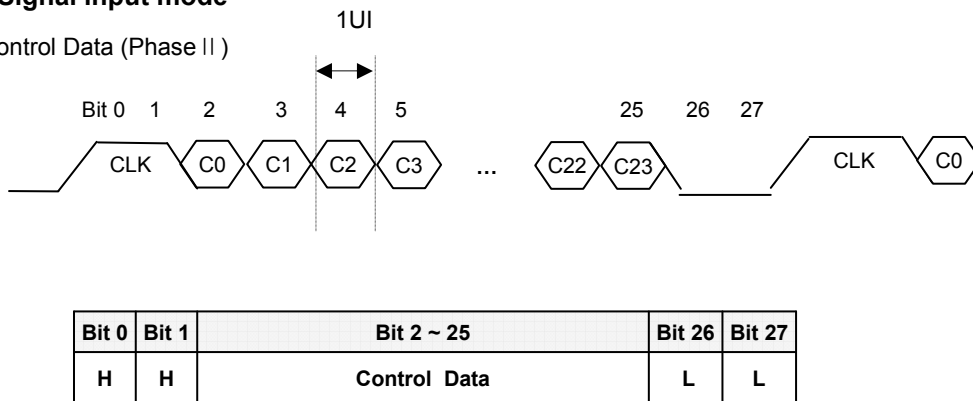 Signal input mode
1UI
ontrol Data (Phase II)
Bit 0 1 2 3 4 5 25 26 27
CLK C0 C1 C2 C3 ... C22 C23 CLK C0
Bit 0 Bit 1 Bit 2 ~ 25 Bit 26 Bit 27
H H Control Data L L